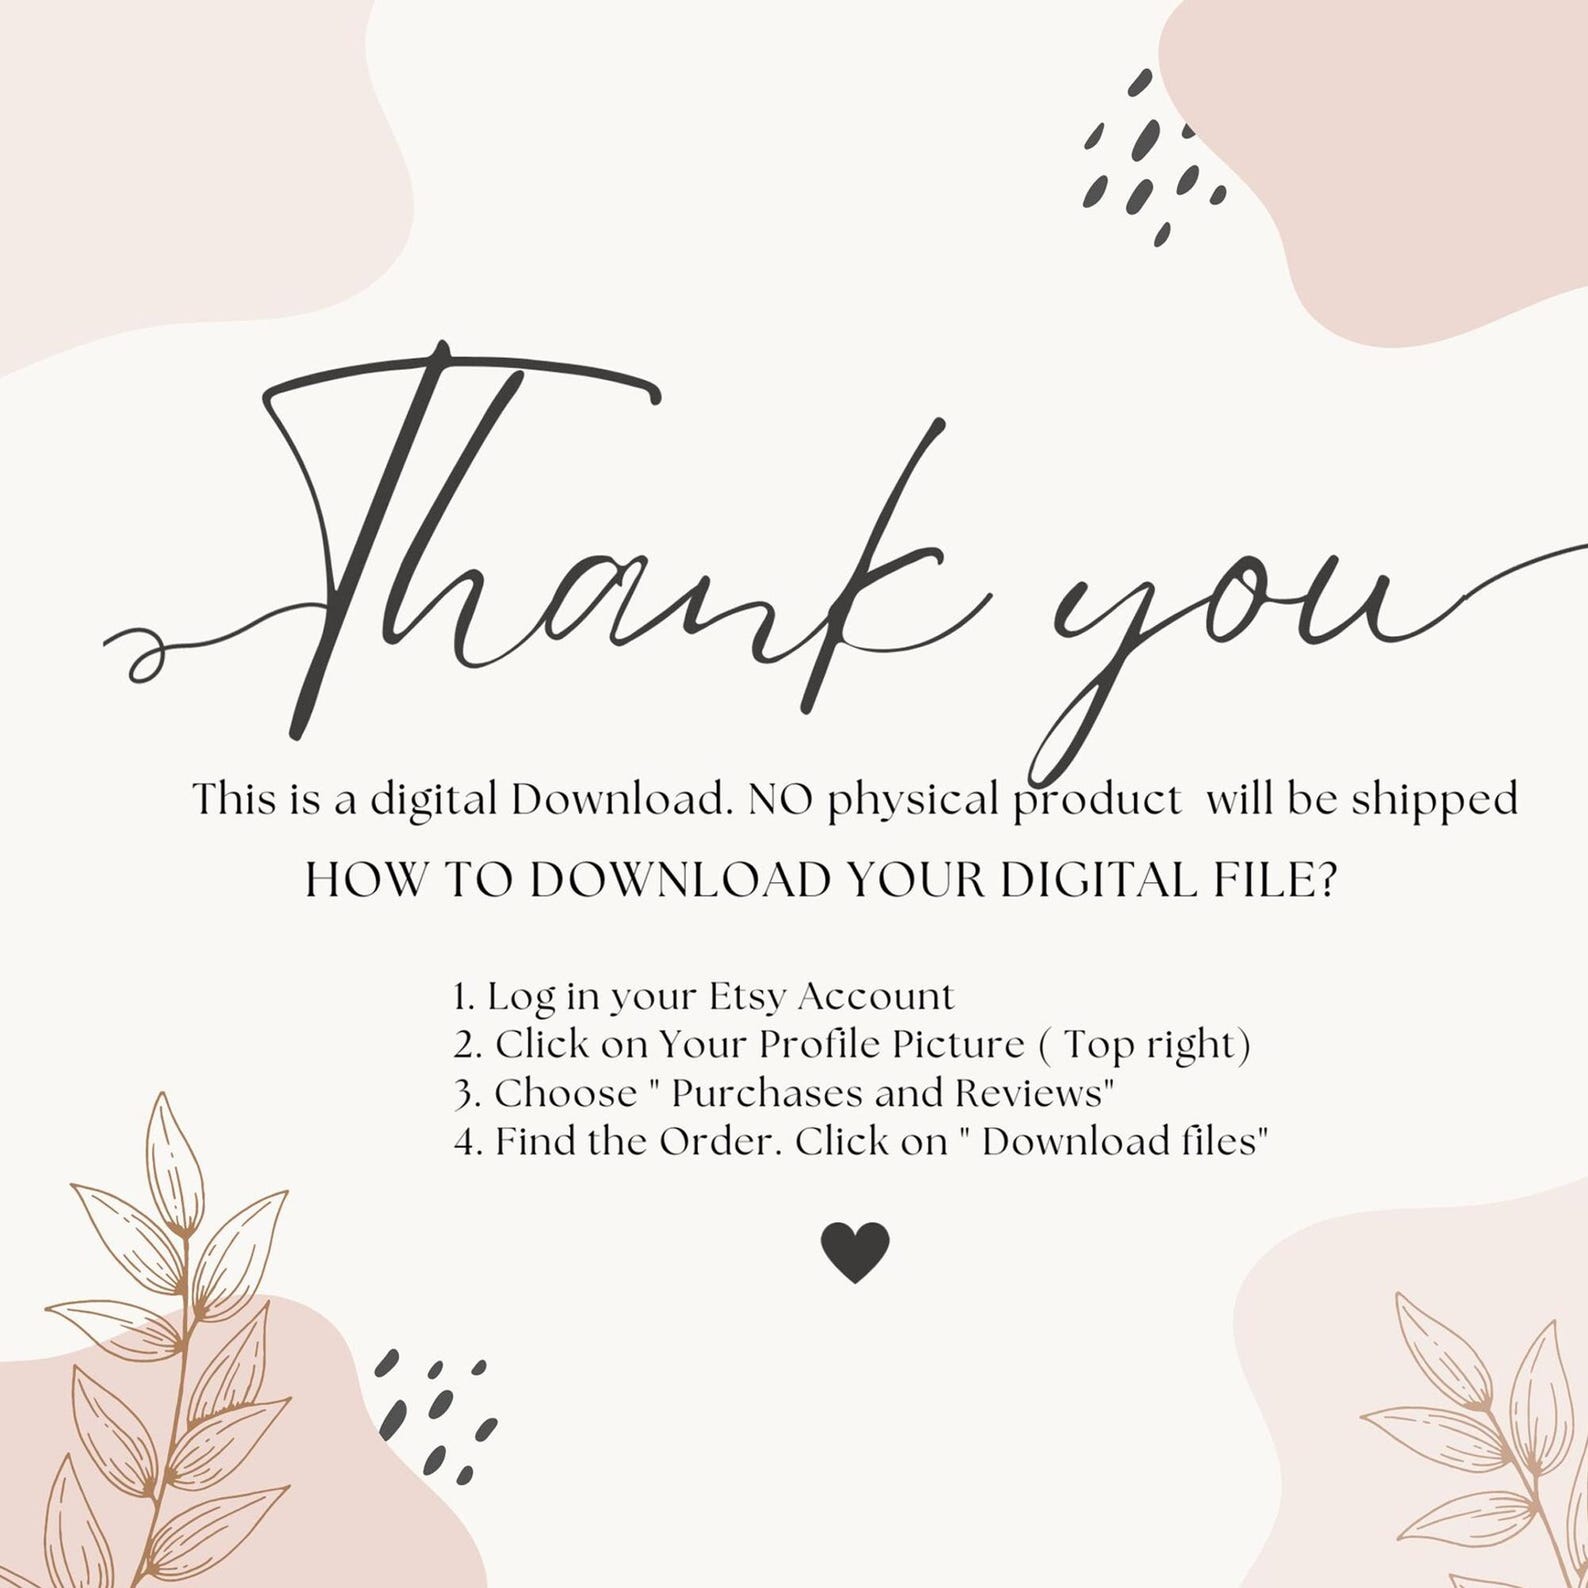 Thank you
This is a digital Download. NO physical product will be shipped
HOW TO DOWNLOAD YOUR DIGITAL FILE?
1. Log in your Etsy Account
2. Click on Your Profile Picture ( Top right)
3. Choose " Purchases and Reviews"
4. Find the Order. Click on " Download files"